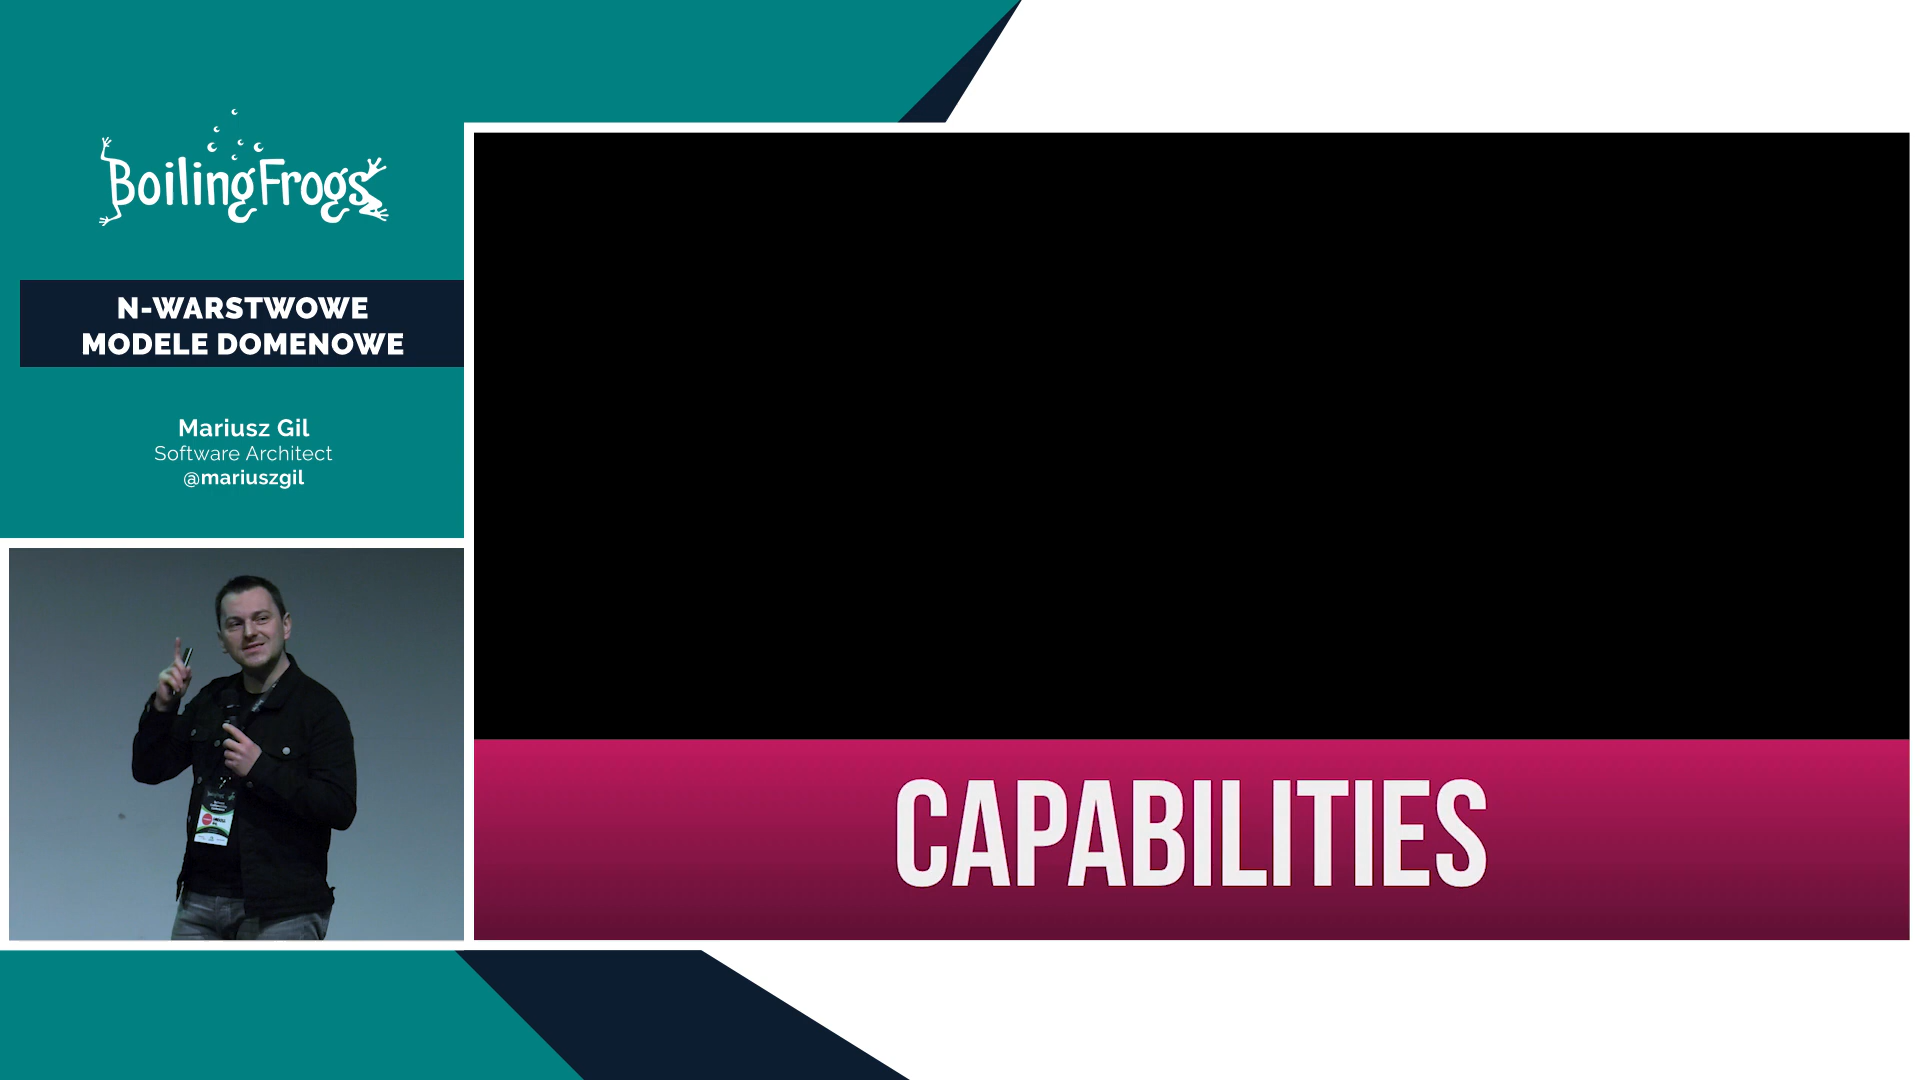 BoilingFrogs
N-WARSTWOWE
MODELE DOMENOWE
Mariusz Gil
Software Architect
@mariuszgil
CAPABILITIES